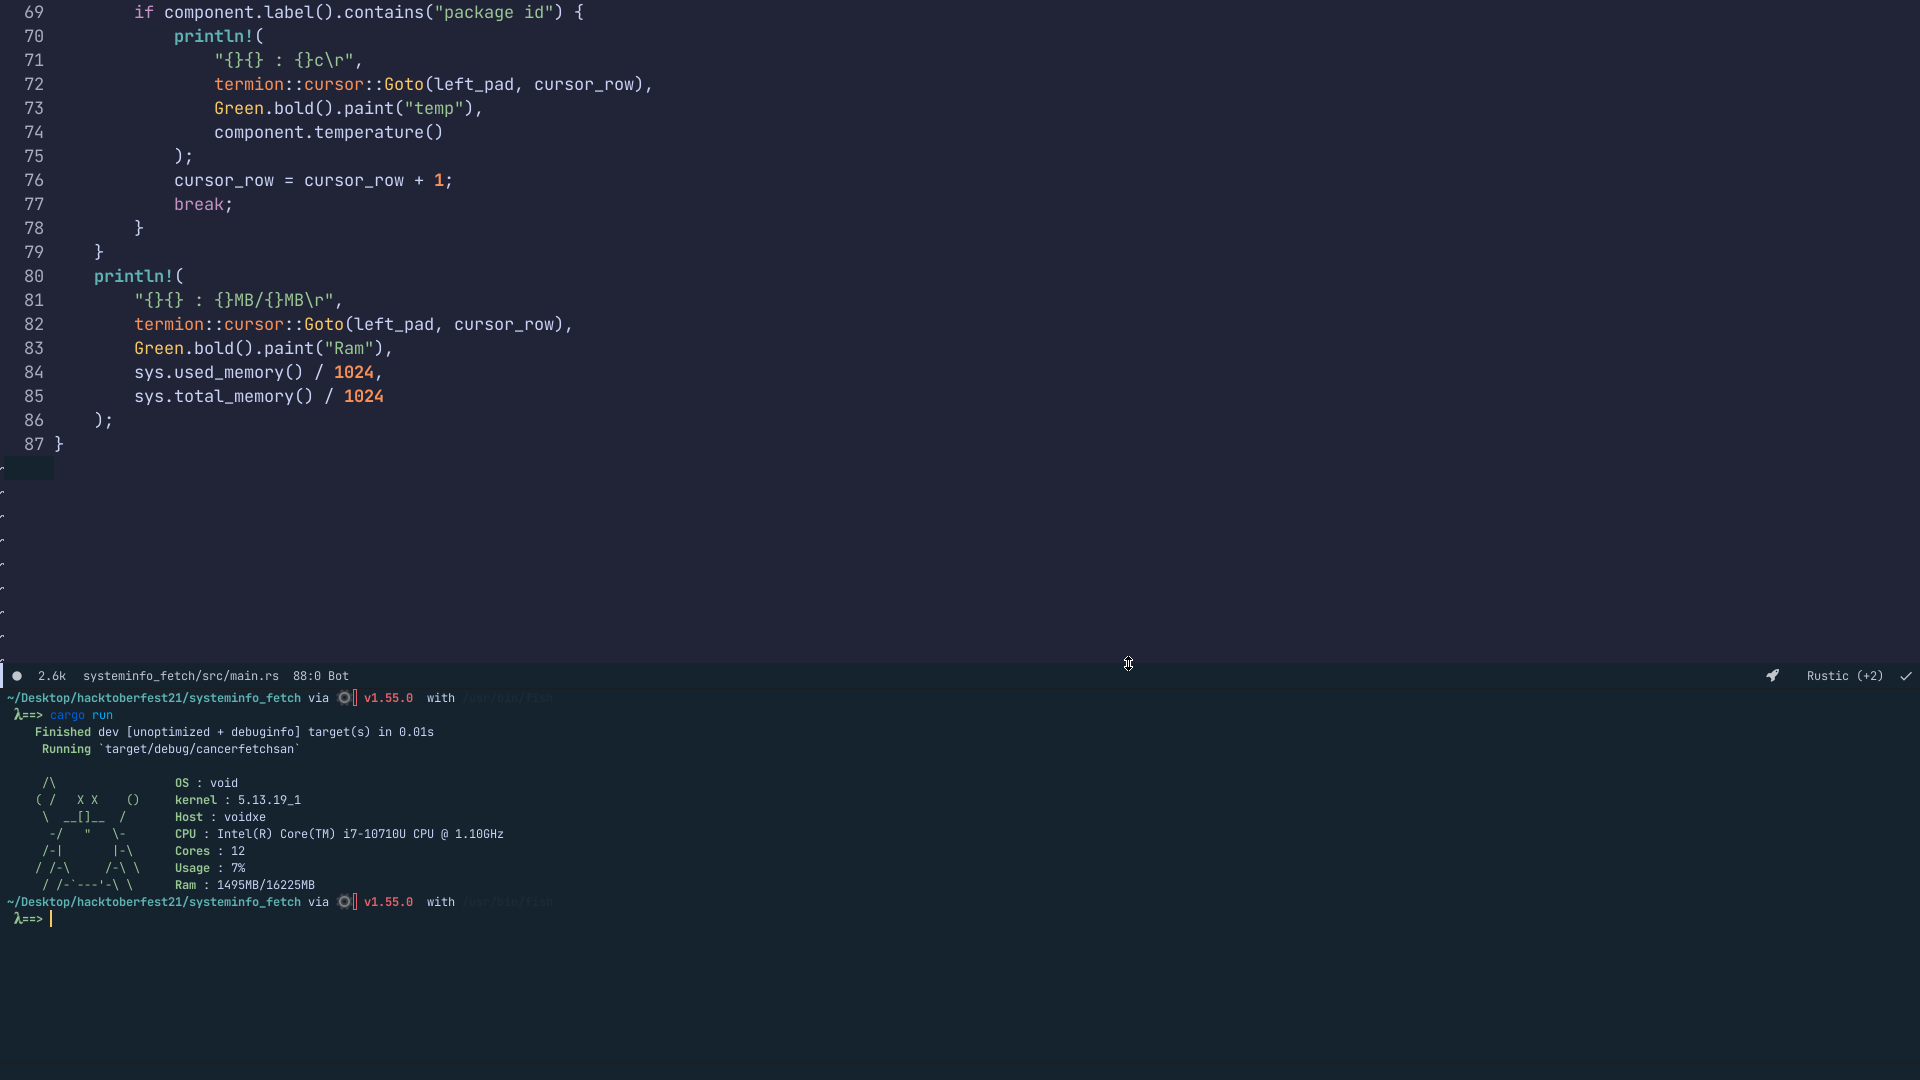 69         if component.label().contains("package id") {
70             println!(
71                 "{}{} : {}c\r",
72                 termion::cursor::Goto(left_pad, cursor_row),
73                 Green.bold().paint("temp"),
74                 component.temperature()
75             );
76             cursor_row = cursor_row + 1;
77             break;
78         }
79     }
80     println!(
81         "{}{} : {}MB/{}MB\r",
82         termion::cursor::Goto(left_pad, cursor_row),
83         Green.bold().paint("Ram"),
84         sys.used_memory() / 1024,
85         sys.total_memory() / 1024
86     );
87 }
2.6k systeminfo_fetch/src/main.rs 88:0 Bot Rustic (+2)
~/Desktop/hacktoberfest21/systeminfo_fetch via v1.55.0 with /usr/bin/fish
λ==> cargo run
    Finished dev [unoptimized + debuginfo] target(s) in 0.01s
     Running `target/debug/cancerfetchsan`
     /\                 OS : void
    ( /   X X    ()     kernel : 5.13.19_1
     \  __[]__  /       Host : voidxe
      -/   "   \-       CPU : Intel(R) Core(TM) i7-10710U CPU @ 1.10GHz
     /-|       |-\      Cores : 12
    / /-\     /-\ \     Usage : 7%
     / /-`---'-\ \      Ram : 1495MB/16225MB
~/Desktop/hacktoberfest21/systeminfo_fetch via v1.55.0 with /usr/bin/fish
λ==>